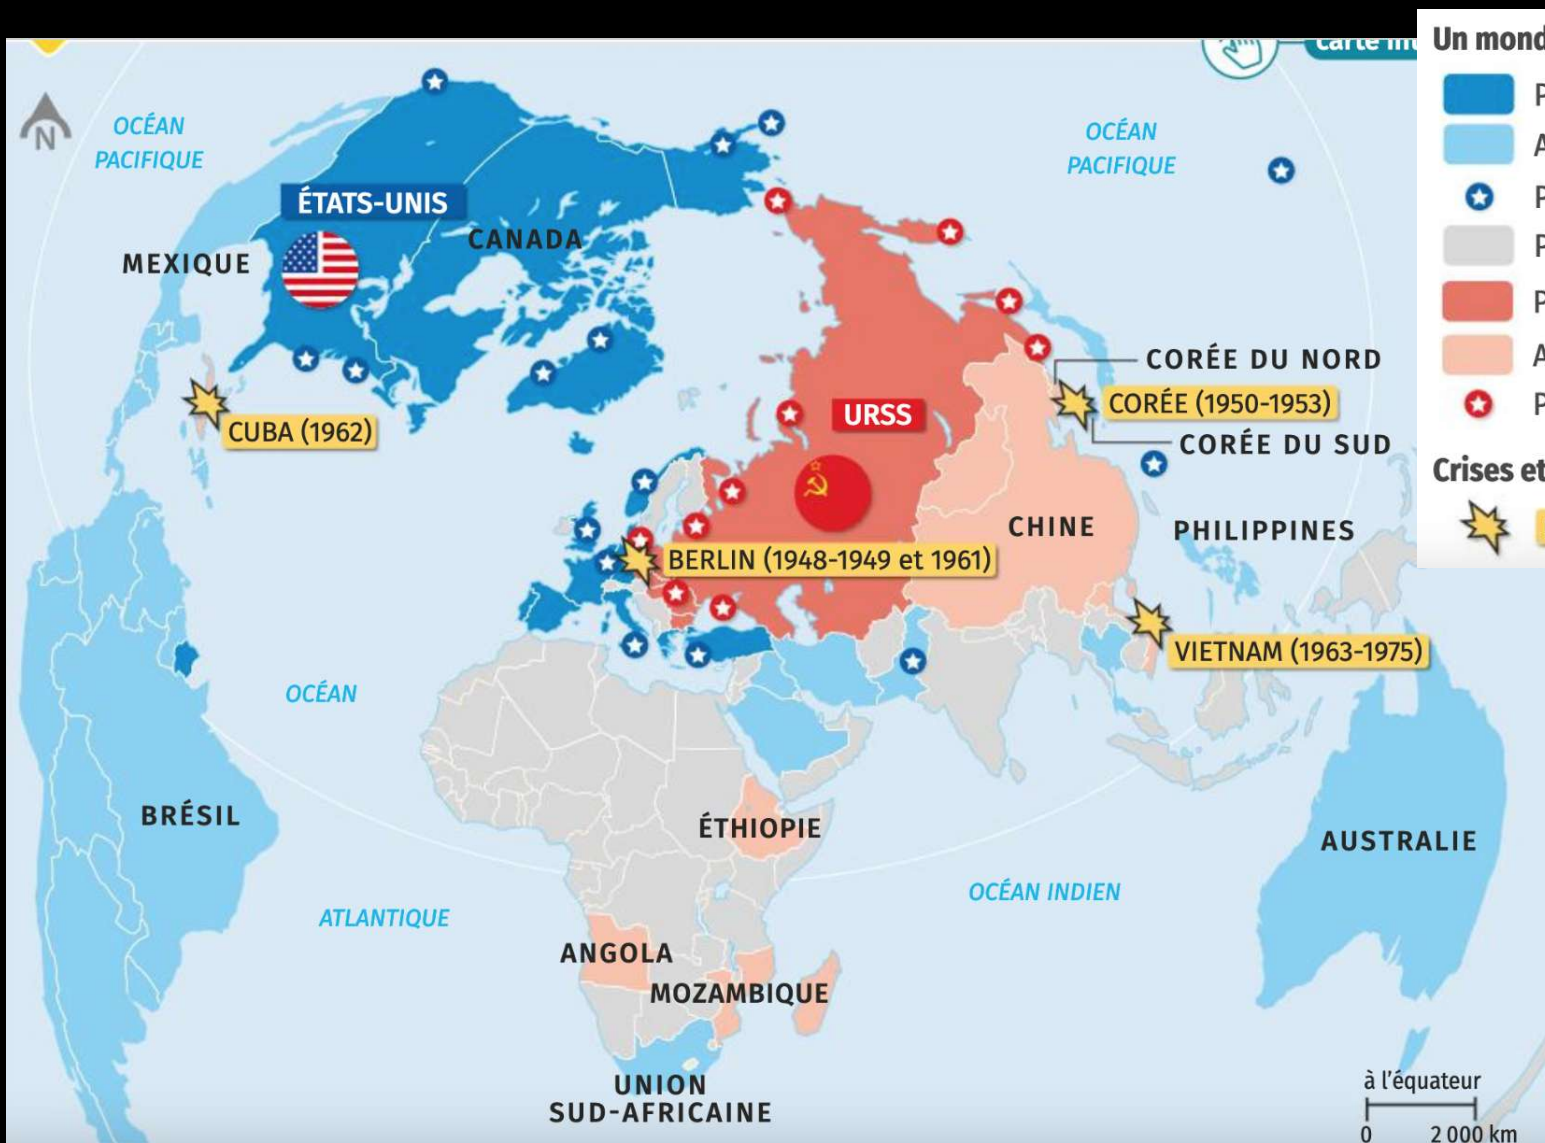 Un mond
P
A
P
P
P
A
P
Crises et
N
OCÉAN
PACIFIQUE
OCÉAN
PACIFIQUE
ÉTATS-UNIS
CANADA
MEXIQUE
CORÉE DU NORD
CUBA (1962)
URSS
CORÉE (1950-1953)
CORÉE DU SUD
CHINE
PHILIPPINES
BERLIN (1948-1949 et 1961)
VIETNAM (1963-1975)
OCÉAN
BRÉSIL
ÉTHIOPIE
AUSTRALIE
OCÉAN INDIEN
ATLANTIQUE
ANGOLA
MOZAMBIQUE
UNION
SUD-AFRICAINE
à l'équateur
0 2 000 km